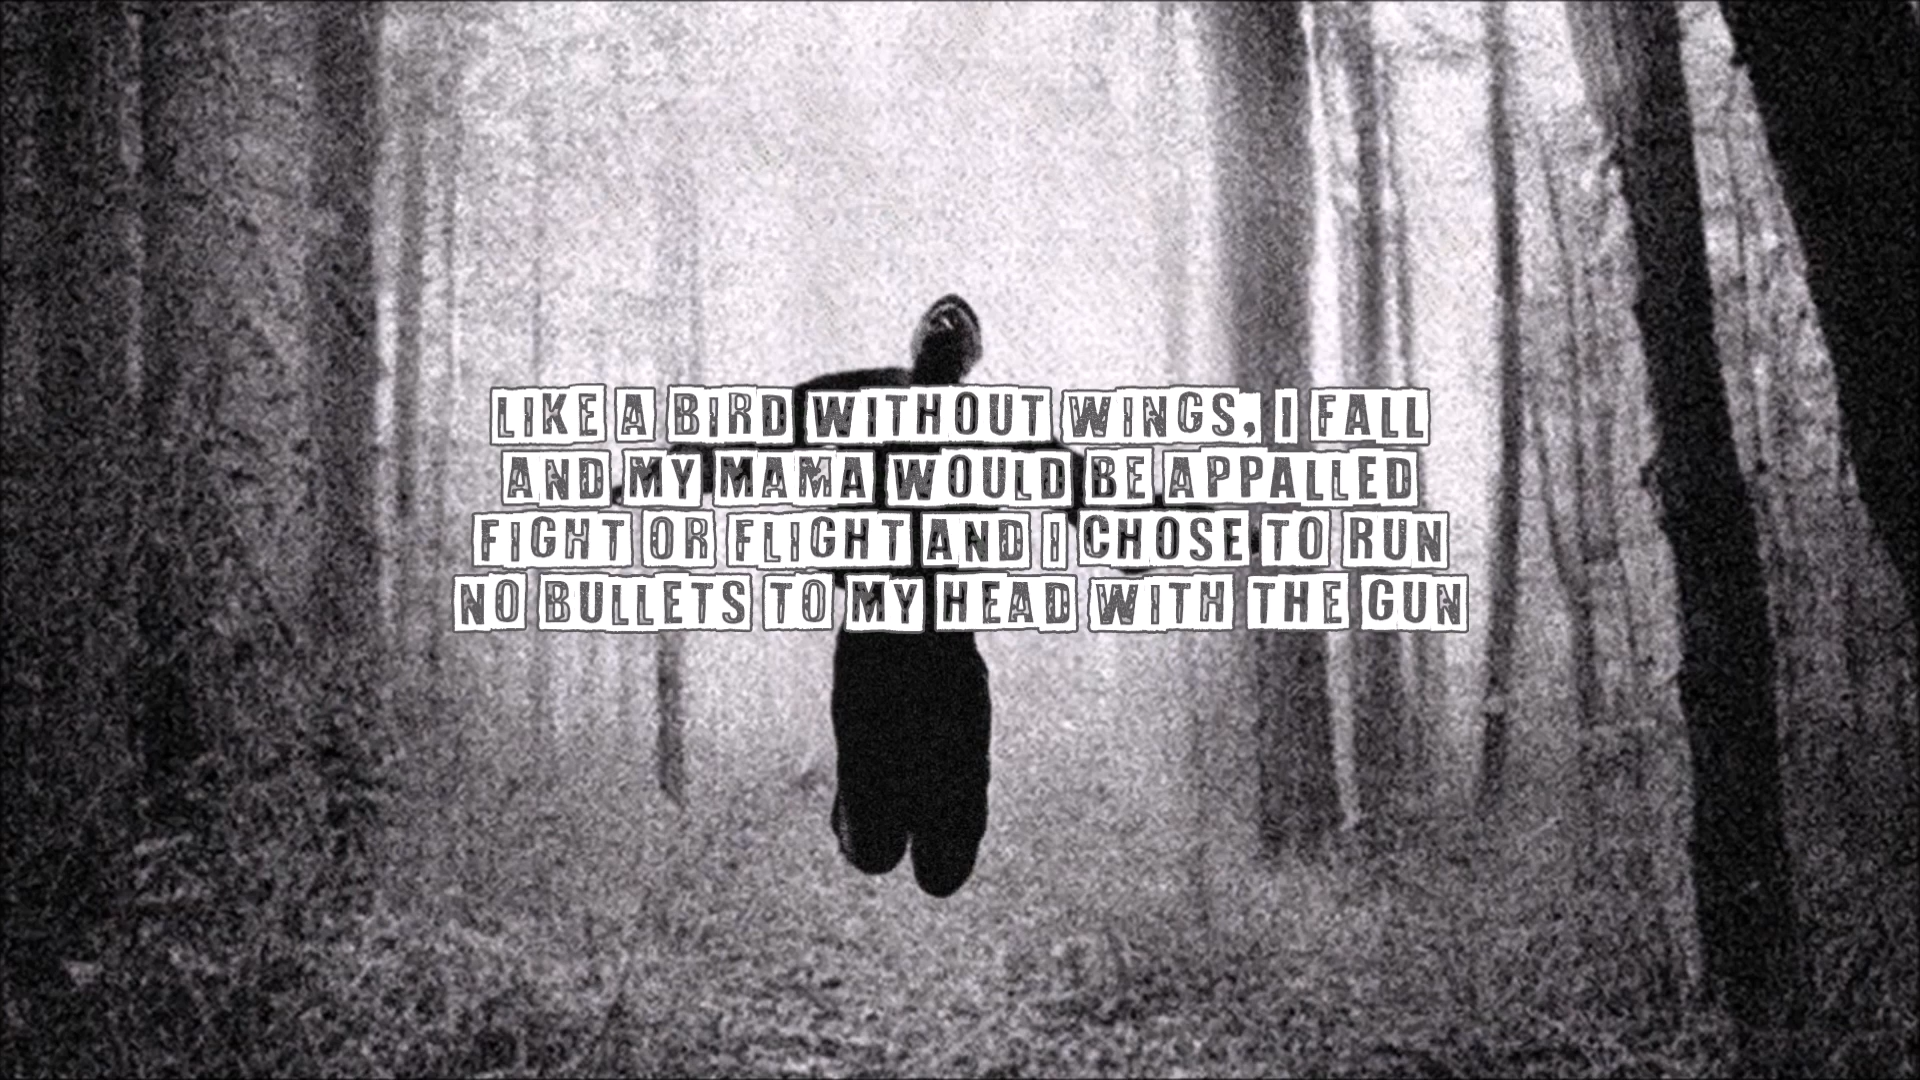 LIKE A BIRD WITHOUT WINGS, I FALL
AND MY MAMA WOULD BE APPALLED
FIGHT OR FLIGHT AND I CHOSE TO RUN
NO BULLETS TO MY HEAD WITH THE GUN